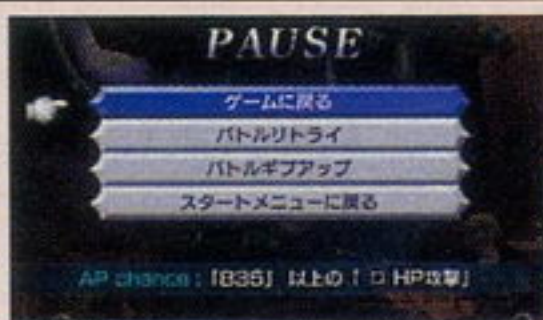 PAUSE
ゲームに戻る
バトルリトライ
バトルギブアップ
スタートメニューに戻る
AP chance : 「836」 以上の 「 □ HP攻撃」